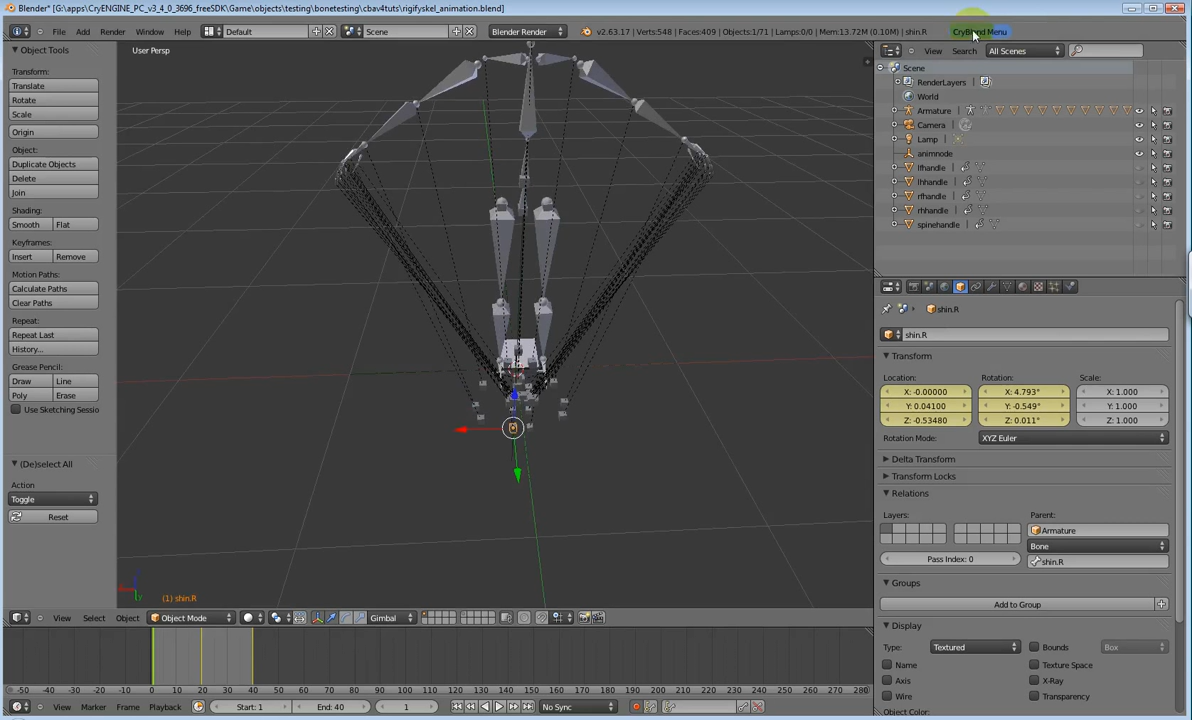 Blender* [G:\apps\CryENGINE_PC_v3_4_0_3696_freeSDK\Game\objects\testing\bonetesting\cbav4tuts\rigifyskel_animation.blend]
File Add Render Window Help Default Scene Blender Render v2.63.17 | Verts:548 | Faces:409 | Objects:1/71 | Lamps:0/0 | Mem:13.72M (0.10M) | shin.R CryBlend Menu
Object Tools
Transform:
Translate
Rotate
Scale
Origin
Object:
Duplicate Objects
Delete
Join
Shading:
Smooth Flat
Keyframes:
Insert Remove
Motion Paths:
Calculate Paths
Clear Paths
Repeat:
Repeat Last
History...
Grease Pencil:
Draw Line
Poly Erase
Use Sketching Sessio
(De)select All
Action
Toggle
Reset
User Persp
(1) shin.R
View Select Object Object Mode Gimbal
-50 -40 -30 -20 -10 0 10 20 30 40 50 60 70 80 90 100 110 120 130 140 150 160 170 180 190 200 210 220 230 240 250 260 270 280
View Marker Frame Playback Start: 1 End: 40 1 No Sync
View Search All Scenes
Scene
RenderLayers
World
Armature
Camera
Lamp
animnode
lfhandle
lhhandle
rfhandle
rhhandle
spinehandle
shin.R
shin.R
Transform
Location: Rotation: Scale:
X: -0.00000 X: 4.793° X: 1.000
Y: 0.04100 Y: -0.549° Y: 1.000
Z: -0.53480 Z: 0.011° Z: 1.000
Rotation Mode: XYZ Euler
Delta Transform
Transform Locks
Relations
Layers: Parent:
Armature
Bone
Pass Index: 0 shin.R
Groups
Add to Group
Display
Type: Textured Bounds Box
Name Texture Space
Axis X-Ray
Wire Transparency
Object Color: